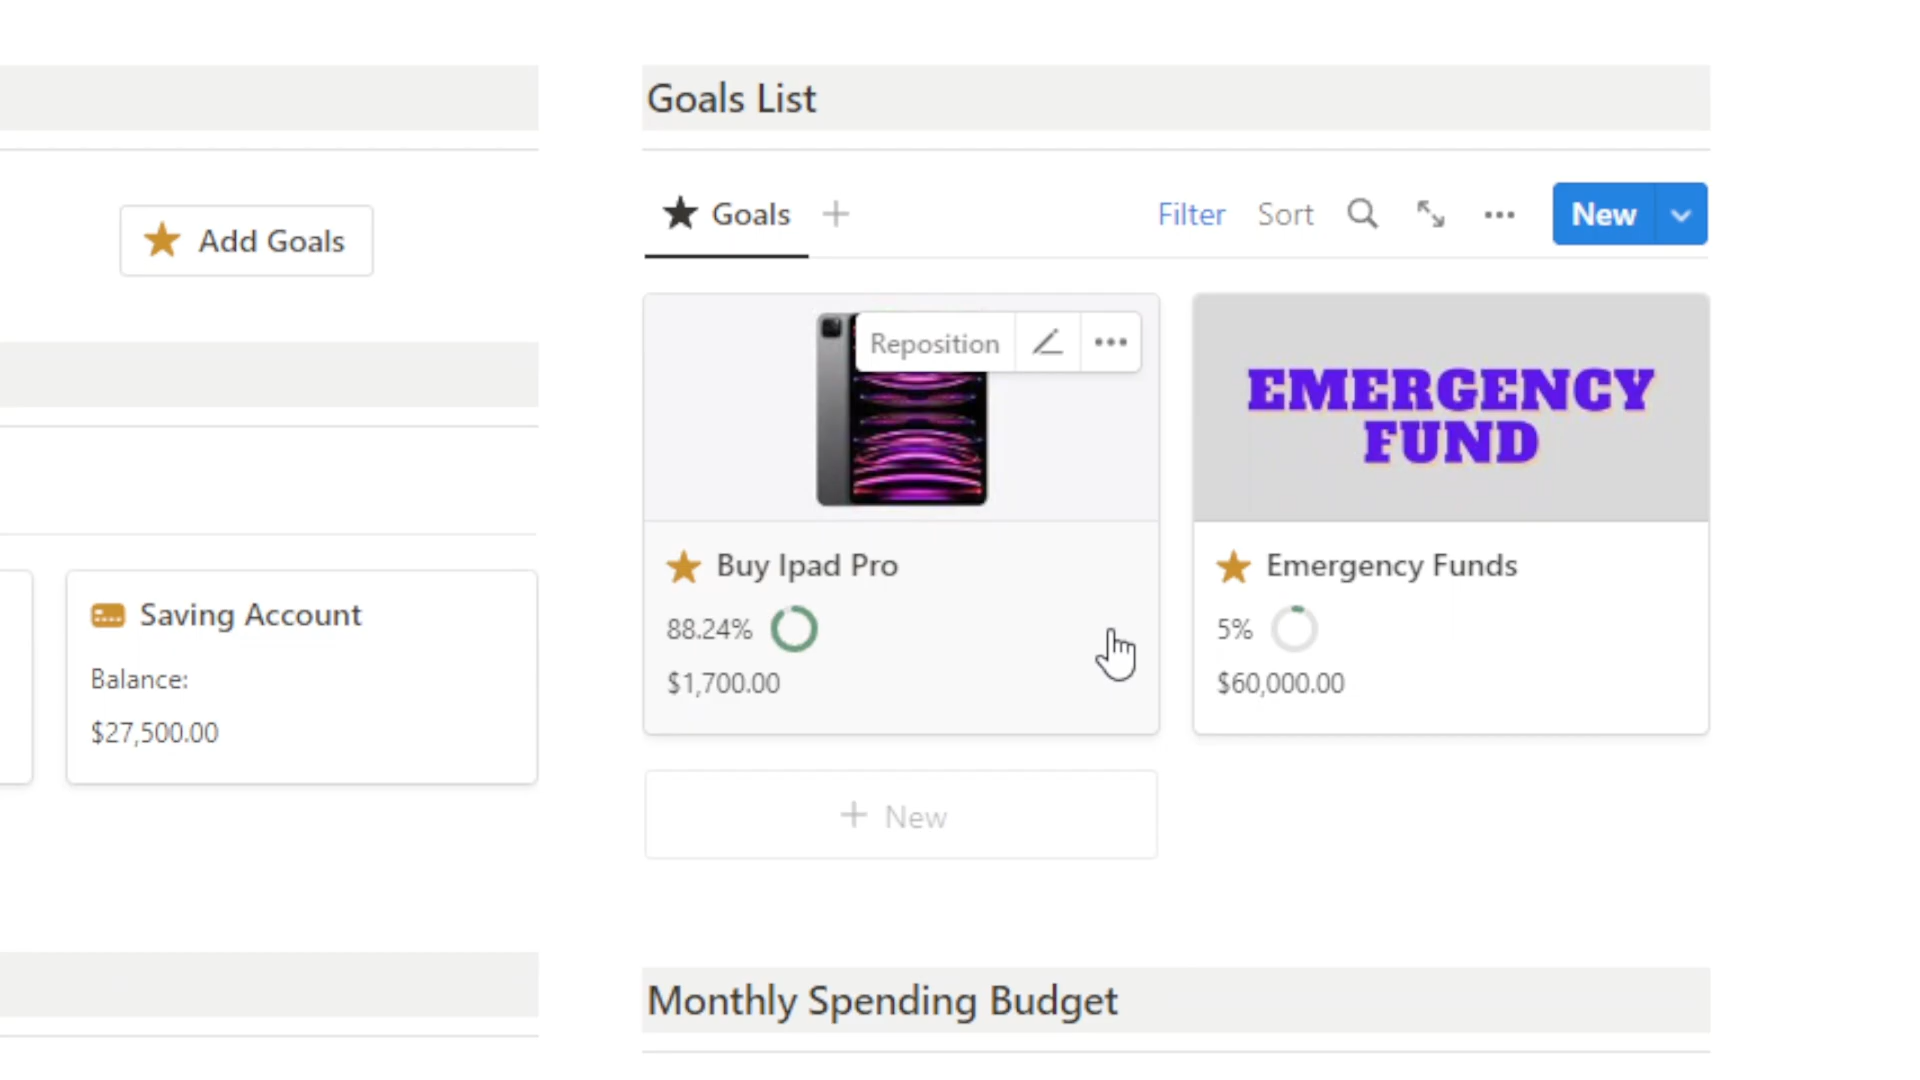 Add Goals
Saving Account
Balance:
$27,500.00
Goals List
Goals
Filter
Sort
New
Reposition
Buy Ipad Pro
88.24%
$1,700.00
EMERGENCY
FUND
Emergency Funds
5%
$60,000.00
New
Monthly Spending Budget